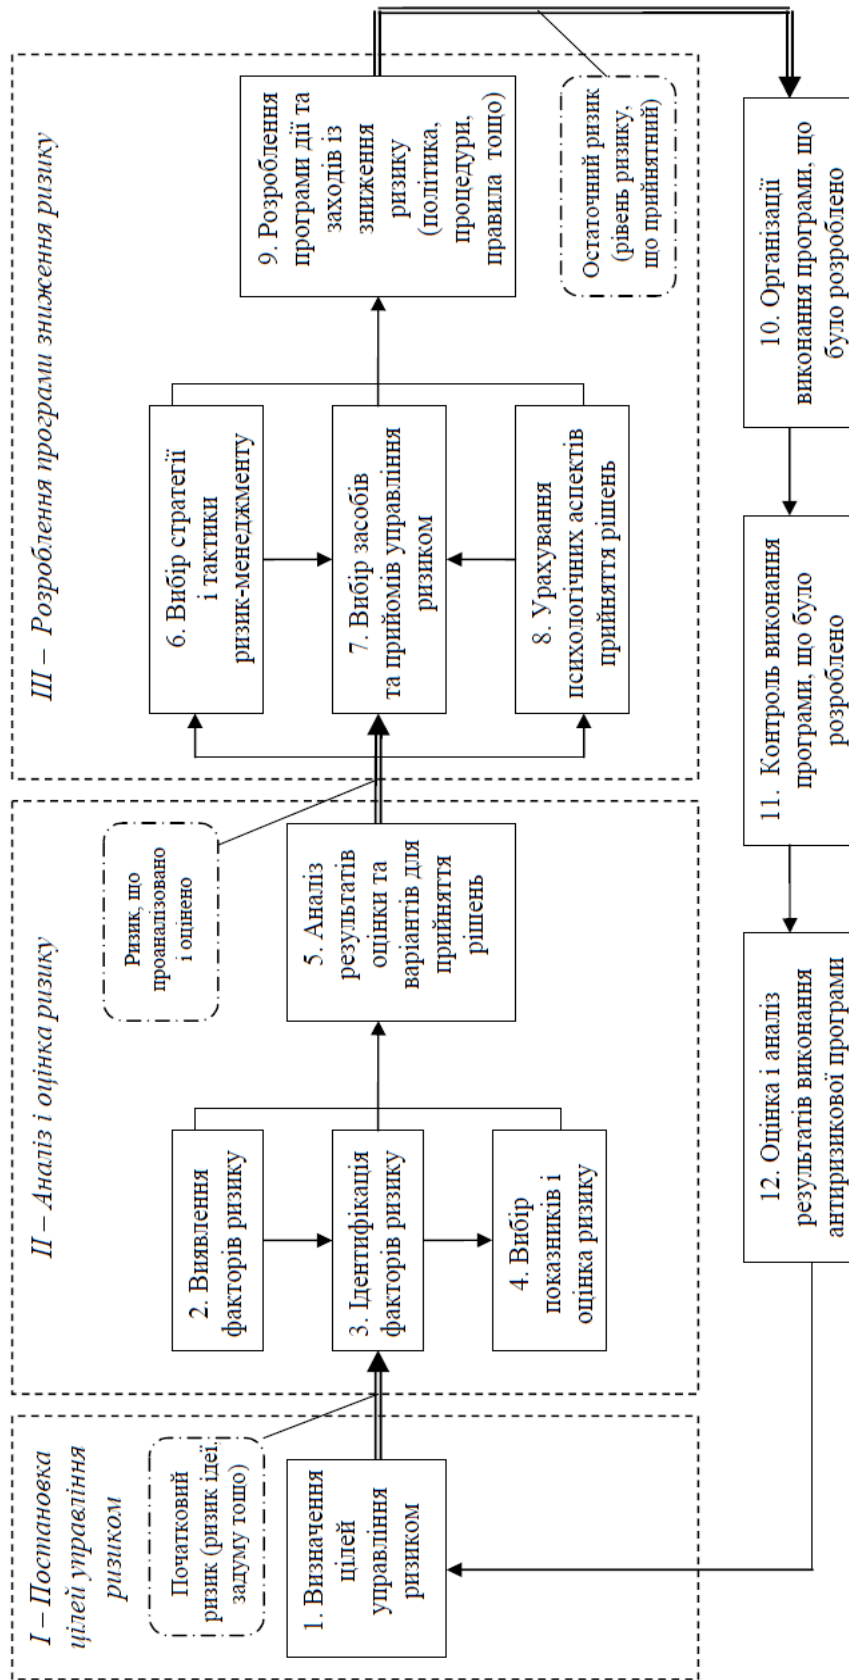 І – Постановка
цілей управління
ризиком
Початковий
ризик (ризик ідеї,
задуму тощо)
1. Визначення
цілей
управління
ризиком
ІІ – Аналіз і оцінка ризику
2. Виявлення
факторів ризику
3. Ідентифікація
факторів ризику
4. Вибір
показників і
оцінка ризику
Ризик, що
проаналізовано
і оцінено
5. Аналіз
результатів
оцінки та
варіантів для
прийняття
рішень
ІІІ – Розроблення програми зниження ризику
6. Вибір стратегії
і тактики
ризик-менеджменту
7. Вибір засобів
та прийомів управління
ризиком
8. Урахування
психологічних аспектів
прийняття рішень
9. Розроблення
програми дії та
заходів із
зниження
ризику
(політика,
процедури,
правила тощо)
Остаточний ризик
(рівень ризику,
що прийнятний)
10. Організації
виконання програми, що
було розроблено
11. Контроль виконання
програми, що було
розроблено
12. Оцінка і аналіз
результатів виконання
антиризикової програми